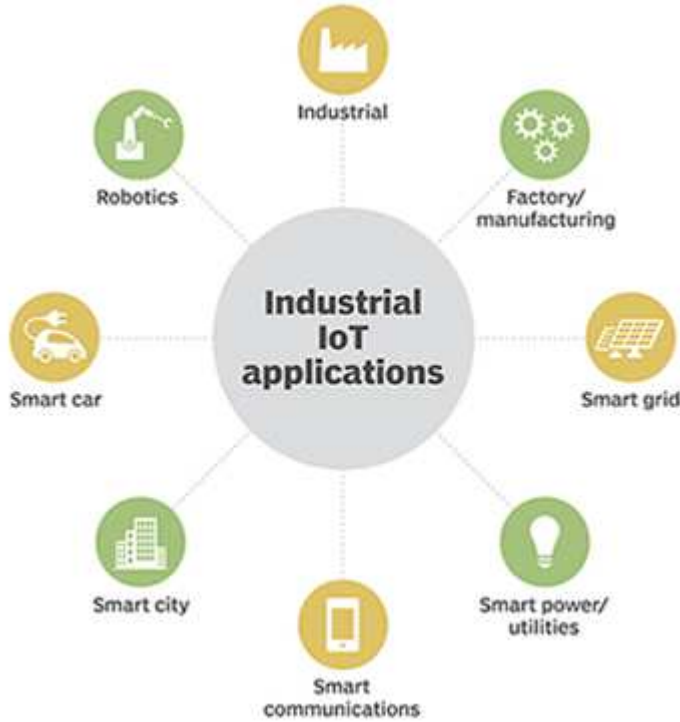 Industrial
Robotics
Factory/
manufacturing
Industrial
IoT
applications
Smart car
Smart grid
Smart city
Smart power/
utilities
Smart
communications